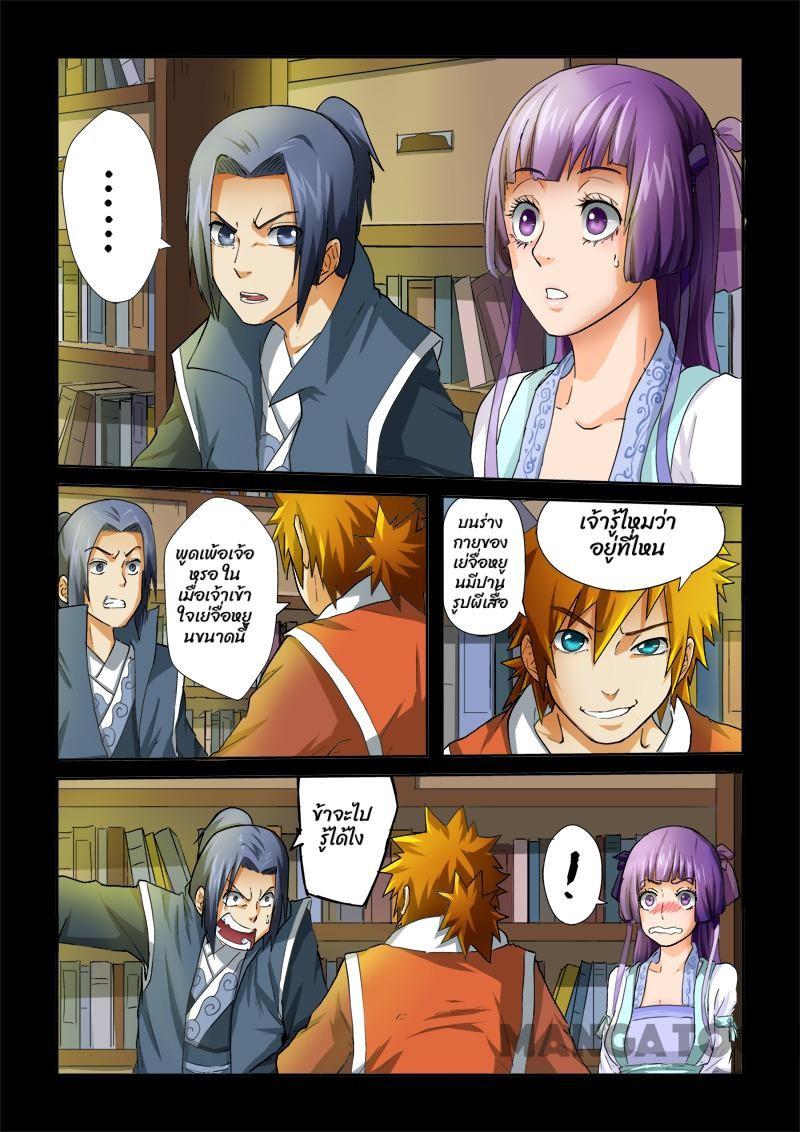 ......
พูดเพ้อเจ้อ
หรอ ใน
เมื่อเจ้าเข้า
ใจเย่จื่อหยู
นขนาดนี้
บนร่าง
กายของ
เย่จื่อหยู
นมีปาน
รูปผีเสื้อ
เจ้ารู้ไหมว่า
อยู่ที่ไหน
ข้าจะไป
รู้ได้ไง
!
MANGATO